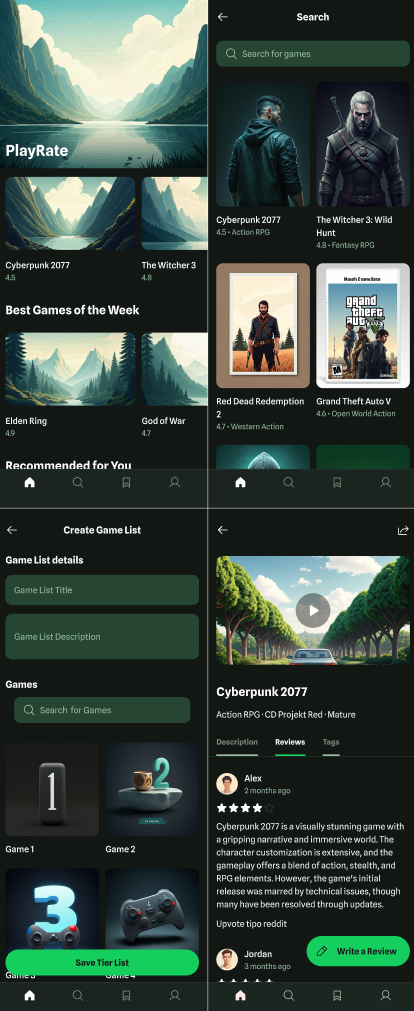 PlayRate
Cyberpunk 2077
4.5
The Witcher 3
4.8
Best Games of the Week
Elden Ring
4.9
God of War
4.7
Recommended for You
Search
Search for games
Cyberpunk 2077
4.5 • Action RPG
The Witcher 3: Wild
Hunt
4.8 • Fantasy RPG
grand
theft
auto
V
M
Red Dead Redemption
2
4.7 • Western Action
Grand Theft Auto V
4.6 • Open World Action
Create Game List
Game List details
Game List Title
Game List Description
Games
Search for Games
1
2
Game 1
Game 2
3
Game 3
Game 4
Save Tier List
Cyberpunk 2077
Action RPG · CD Projekt Red · Mature
Description
Reviews
Tags
Alex
2 months ago
Cyberpunk 2077 is a visually stunning game with
a gripping narrative and immersive world. The
character customization is extensive, and the
gameplay offers a blend of action, stealth, and
RPG elements. However, the game's initial
release was marred by technical issues, though
many have been resolved through updates.
Upvote tipo reddit
Jordan
3 months ago
Write a Review